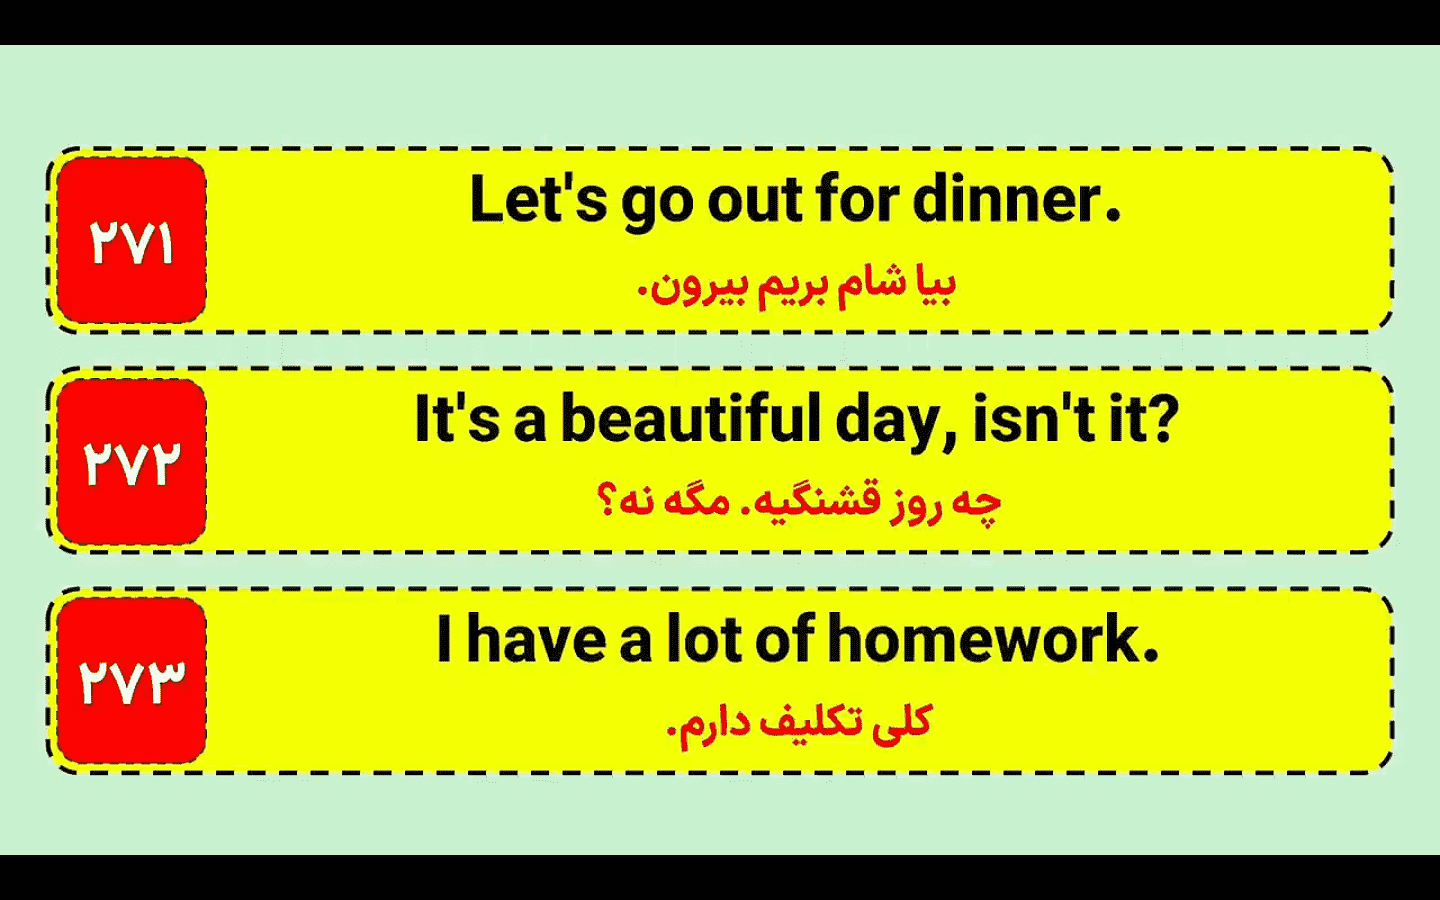 ۲۷۱
Let's go out for dinner.
بیا شام بریم بیرون.
۲۷۲
It's a beautiful day, isn't it?
چه روز قشنگیه. مگه نه؟
۲۷۳
I have a lot of homework.
کلی تکلیف دارم.